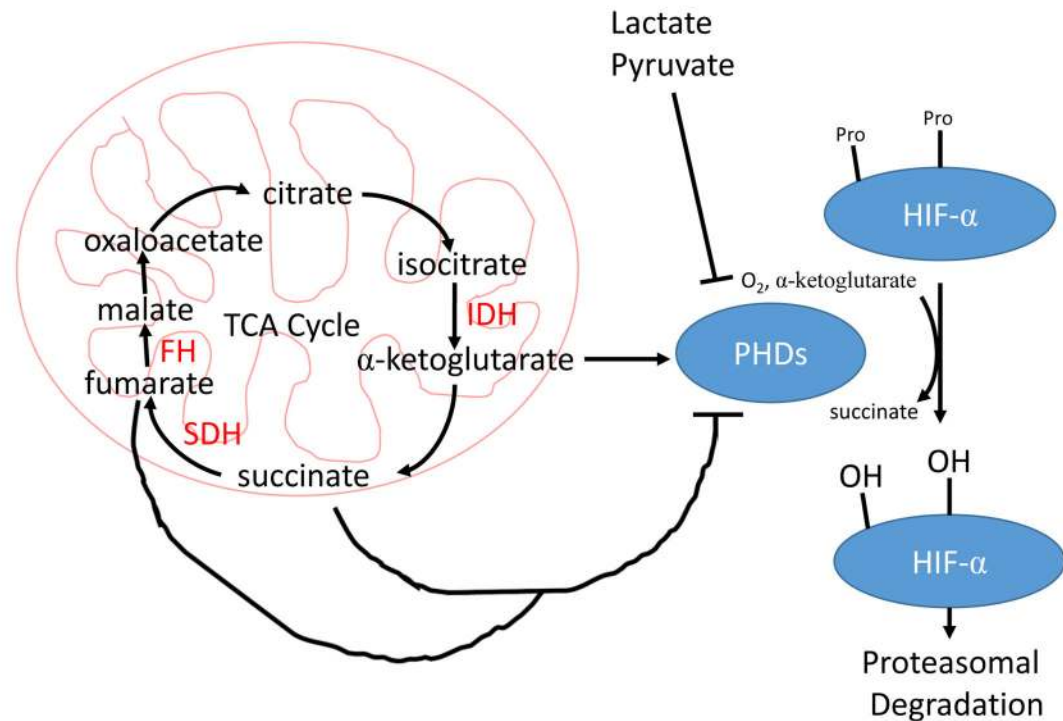 Lactate
Pyruvate
Pro
Pro
HIF-α
citrate
oxaloacetate
isocitrate
O₂, α-ketoglutarate
IDH
malate
TCA Cycle
FH
α-ketoglutarate
PHDs
fumarate
succinate
SDH
succinate
OH
OH
HIF-α
Proteasomal
Degradation